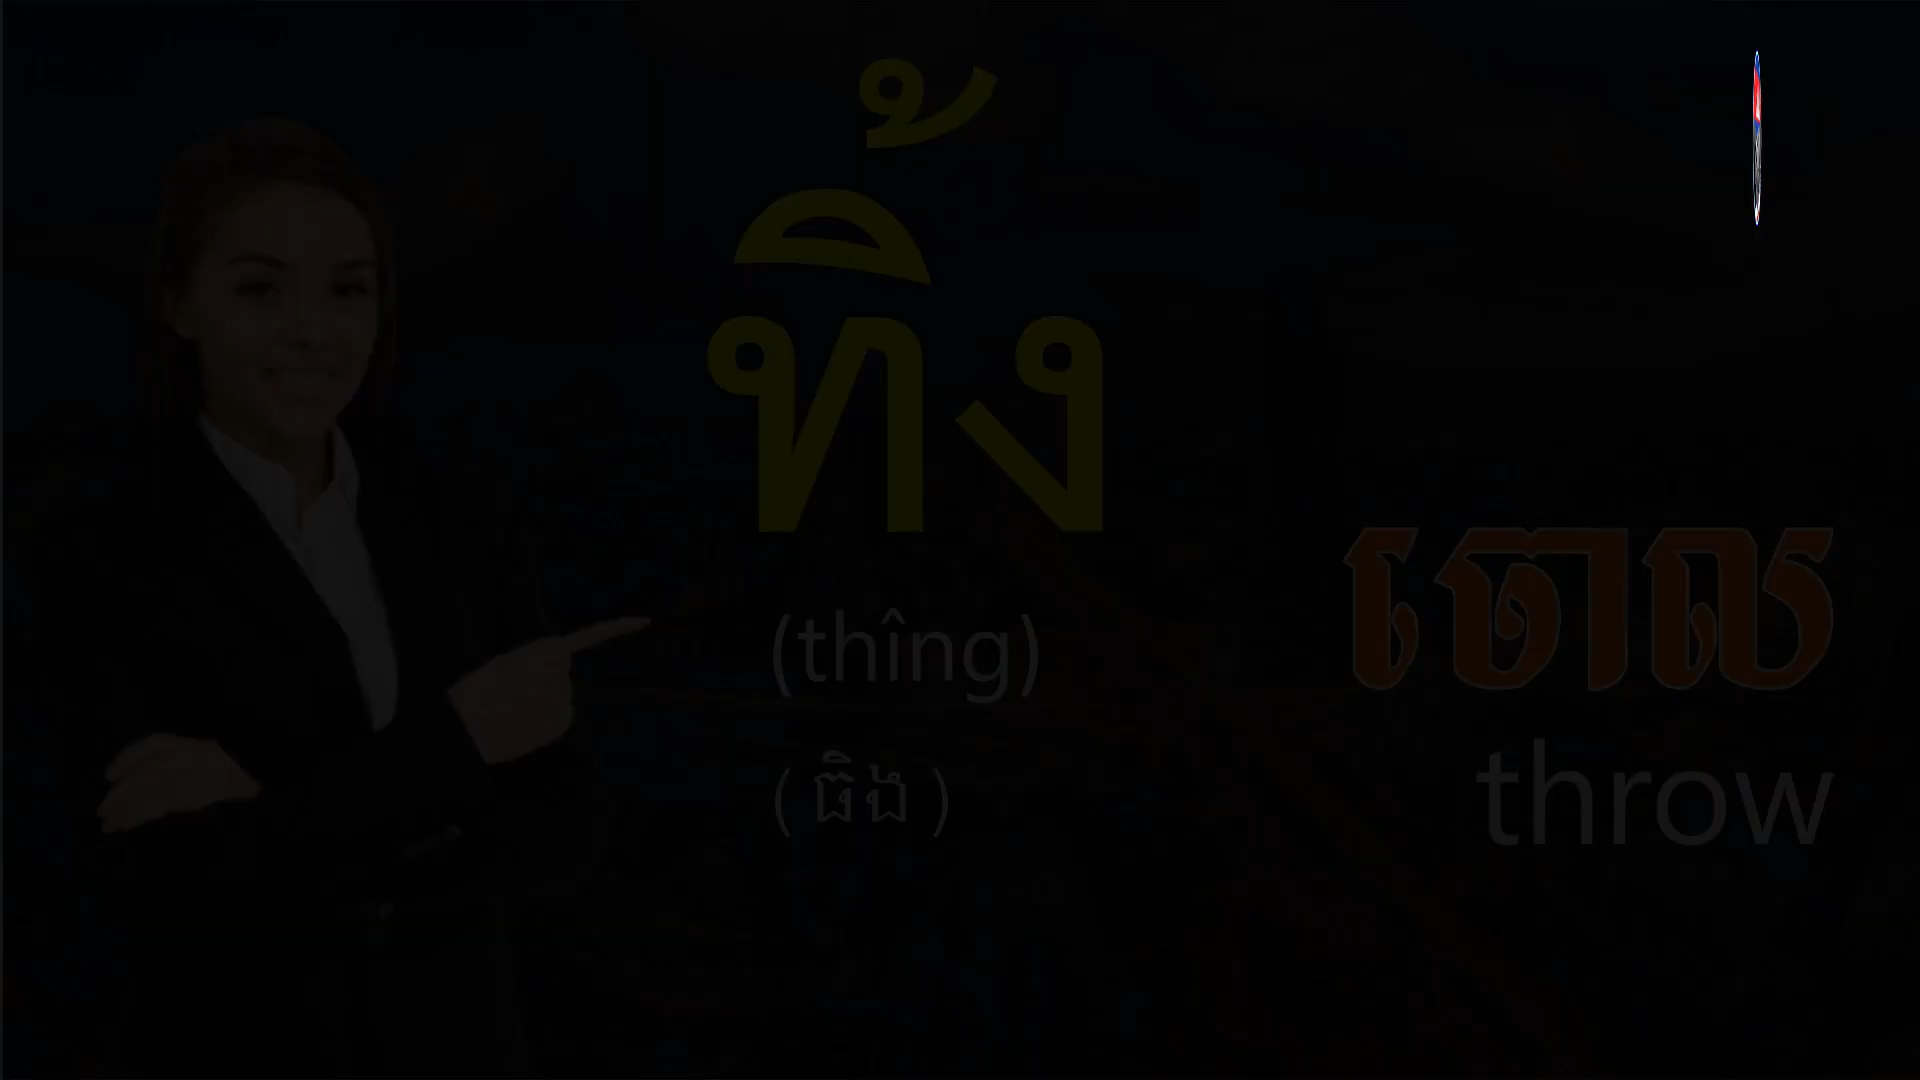 ทิ้ง
(thîng)
( ធិ៊ង )
ចោល
throw